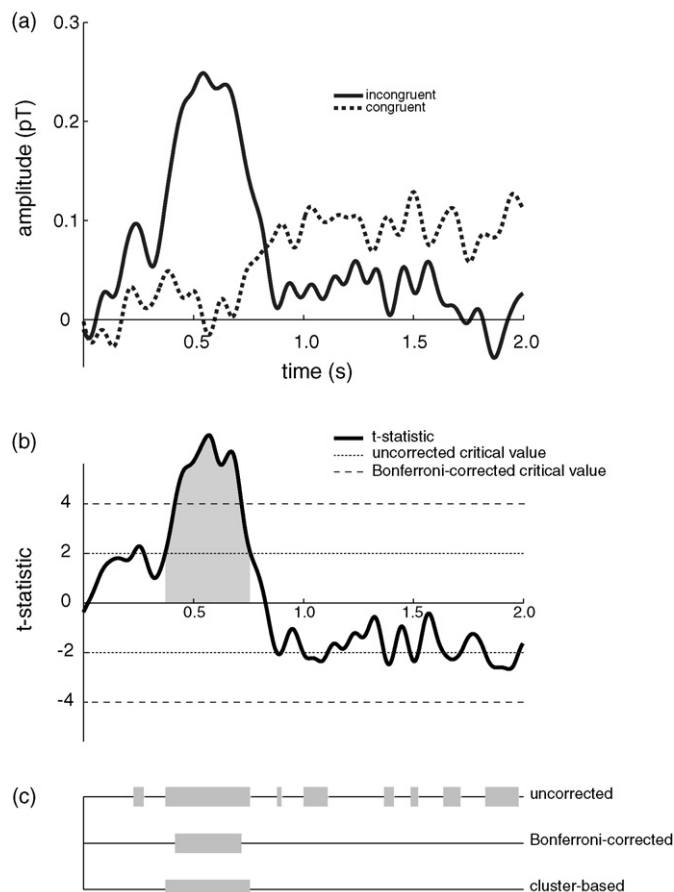 (a)
0.3
incongruent
congruent
0.2
amplitude (pT)
0.1
0
0.5 1.0 1.5 2.0
time (s)
(b)
t-statistic
uncorrected critical value
Bonferroni-corrected critical value
4
2
t-statistic
0
0.5 1.0 1.5 2.0
-2
-4
(c)
uncorrected
Bonferroni-corrected
cluster-based